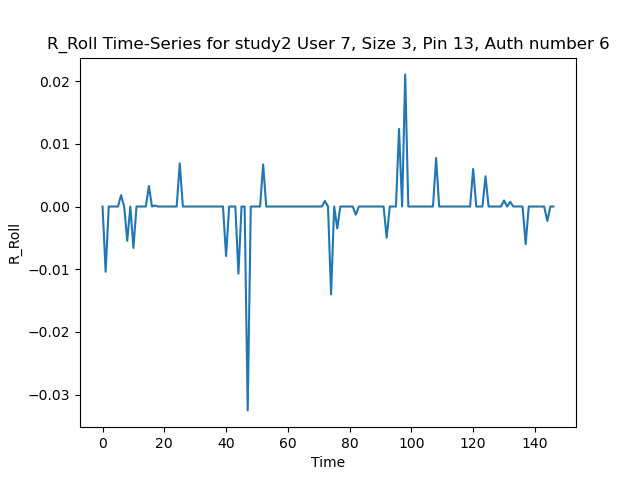 R_Roll Time-Series for study2 User 7, Size 3, Pin 13, Auth number 6
0.02
0.01
0.00
−0.01
−0.02
−0.03
R_Roll
0 20 40 60 80 100 120 140
Time